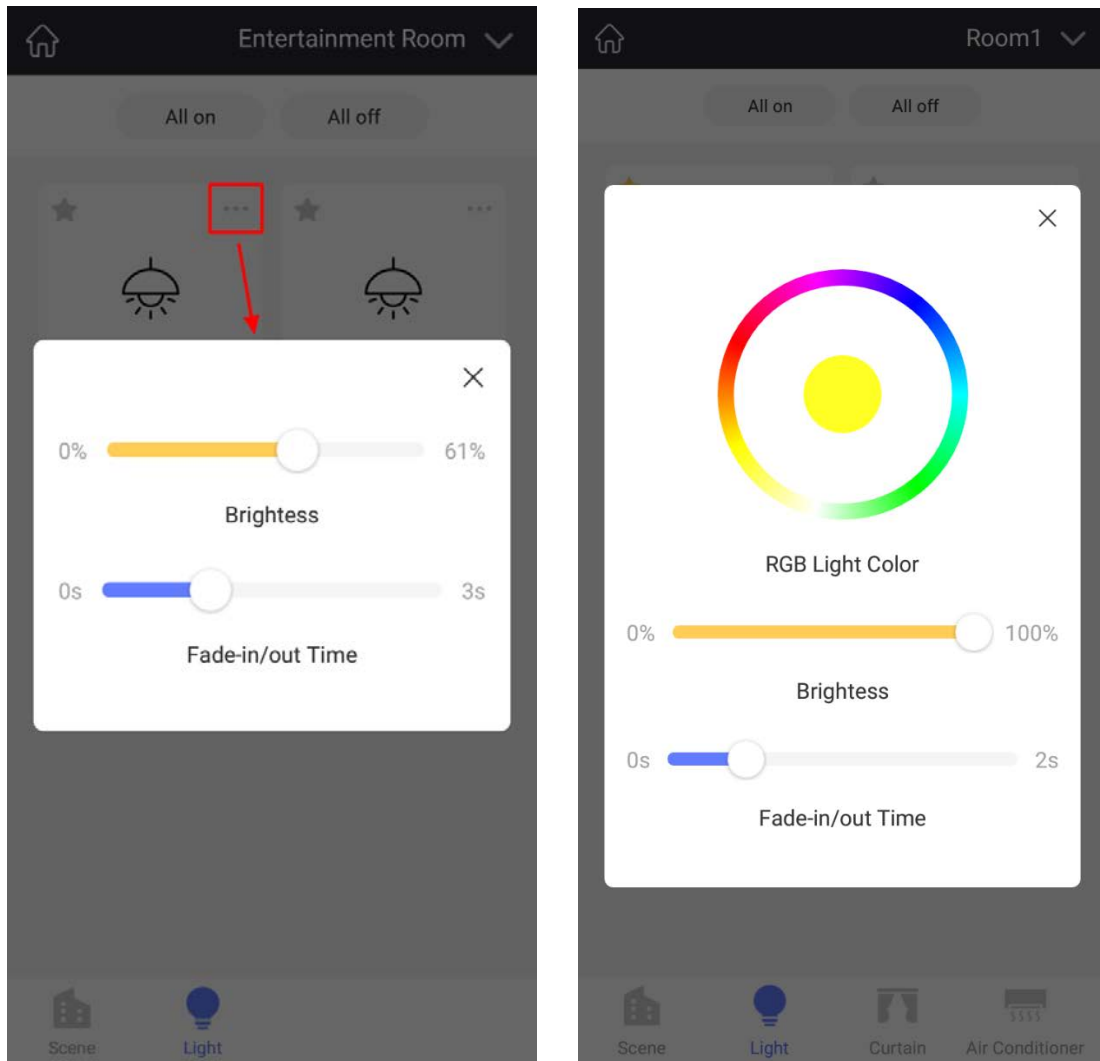 Entertainment Room
All on All off
0% 61%
Brightess
0s 3s
Fade-in/out Time
Scene Light
Room1
All on All off
RGB Light Color
0% 100%
Brightess
0s 2s
Fade-in/out Time
Scene Light Curtain Air Conditioner